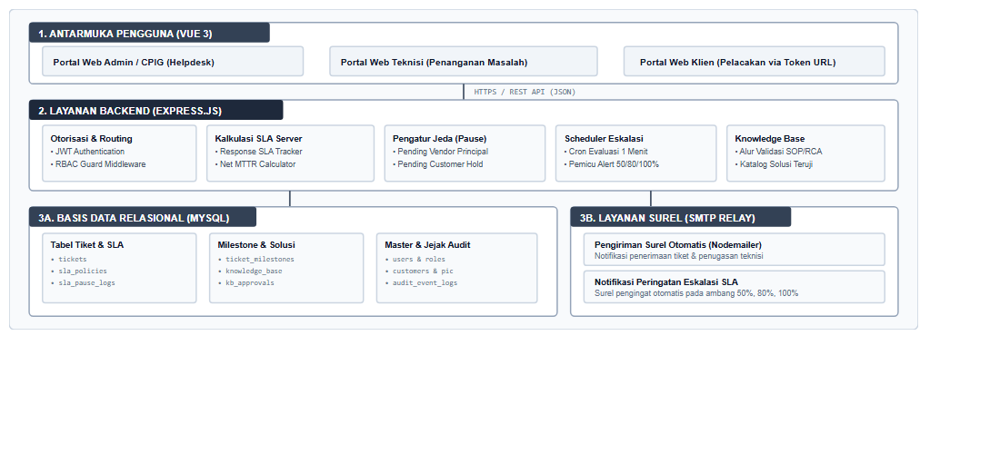 1. ANTARMUKA PENGGUNA (VUE 3)
Portal Web Admin / CPIG (Helpdesk)
Portal Web Teknisi (Penanganan Masalah)
Portal Web Klien (Pelacakan via Token URL)
HTTPS / REST API (JSON)
2. LAYANAN BACKEND (EXPRESS.JS)
Otorisasi & Routing
• JWT Authentication
• RBAC Guard Middleware
Kalkulasi SLA Server
• Response SLA Tracker
• Net MTTR Calculator
Pengatur Jeda (Pause)
• Pending Vendor Principal
• Pending Customer Hold
Scheduler Eskalasi
• Cron Evaluasi 1 Menit
• Pemicu Alert 50/80/100%
Knowledge Base
• Alur Validasi SOP/RCA
• Katalog Solusi Teruji
3A. BASIS DATA RELASIONAL (MYSQL)
Tabel Tiket & SLA
• tickets
• sla_policies
• sla_pause_logs
Milestone & Solusi
• ticket_milestones
• knowledge_base
• kb_approvals
Master & Jejak Audit
• users & roles
• customers & pic
• audit_event_logs
3B. LAYANAN SUREL (SMTP RELAY)
Pengiriman Surel Otomatis (Nodemailer)
Notifikasi penerimaan tiket & penugasan teknisi
Notifikasi Peringatan Eskalasi SLA
Surel pengingat otomatis pada ambang 50%, 80%, 100%